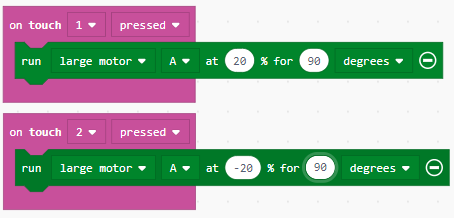 on touch 1 pressed
run large motor A at 20 % for 90 degrees
on touch 2 pressed
run large motor A at -20 % for 90 degrees